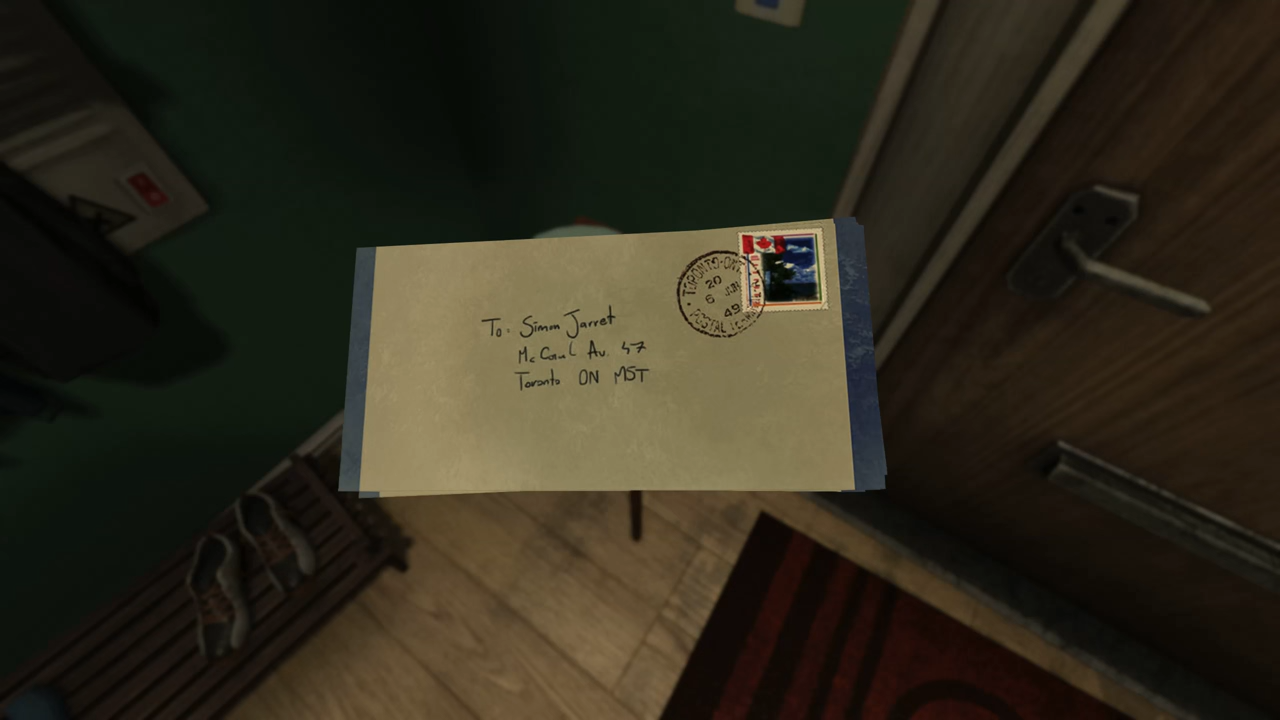 TORONTO·ONT
20
6 JUN
49
POSTAL
To: Simon Jarret
McCaul Av. 47
Toronto ON M5T